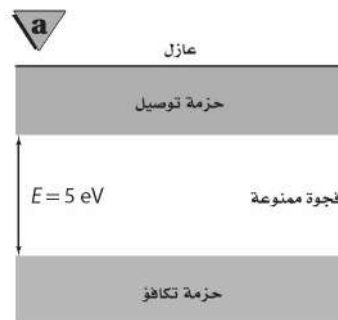 a
عازل
حزمة توصيل
E = 5 eV
فجوة ممنوعة
حزمة تكافؤ